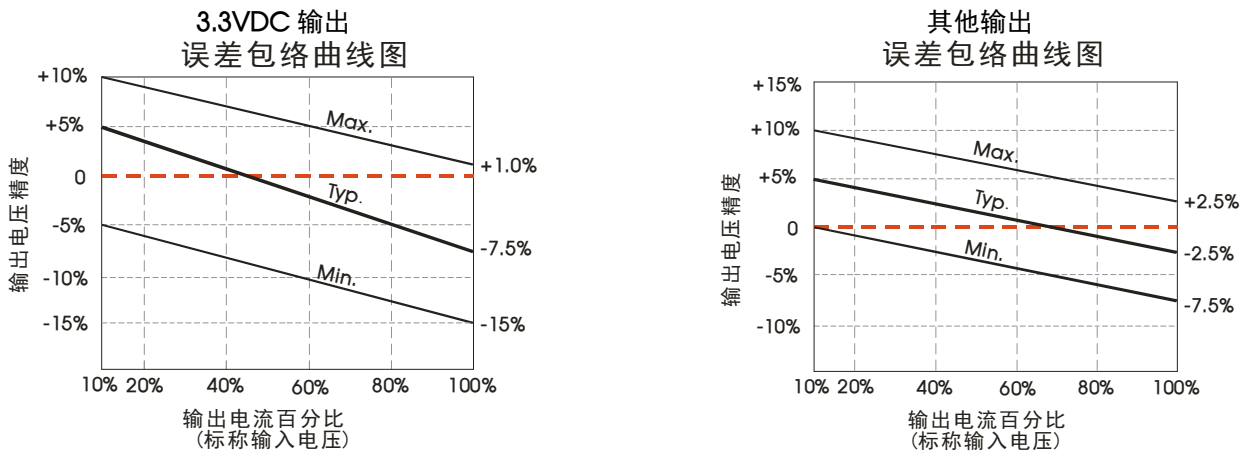 3.3VDC 输出
误差包络曲线图
+10%
+5%
0
-5%
-10%
-15%
输出电压精度
Max.
Typ.
Min.
+1.0%
-7.5%
-15%
10% 20% 40% 60% 80% 100%
输出电流百分比
(标称输入电压)
其他输出
误差包络曲线图
+15%
+10%
+5%
0
-5%
-10%
输出电压精度
Max.
Typ.
Min.
+2.5%
-2.5%
-7.5%
10% 20% 40% 60% 80% 100%
输出电流百分比
(标称输入电压)